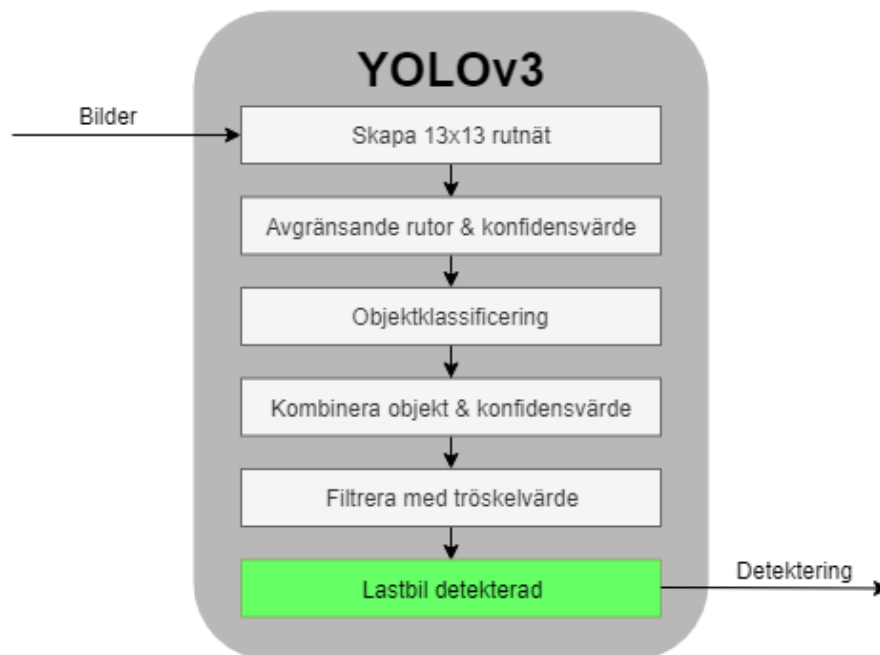 YOLOv3
Bilder
Skapa 13x13 rutnät
Avgränsande rutor & konfidensvärde
Objektklassificering
Kombinera objekt & konfidensvärde
Filtrera med tröskelvärde
Lastbil detekterad
Detektering